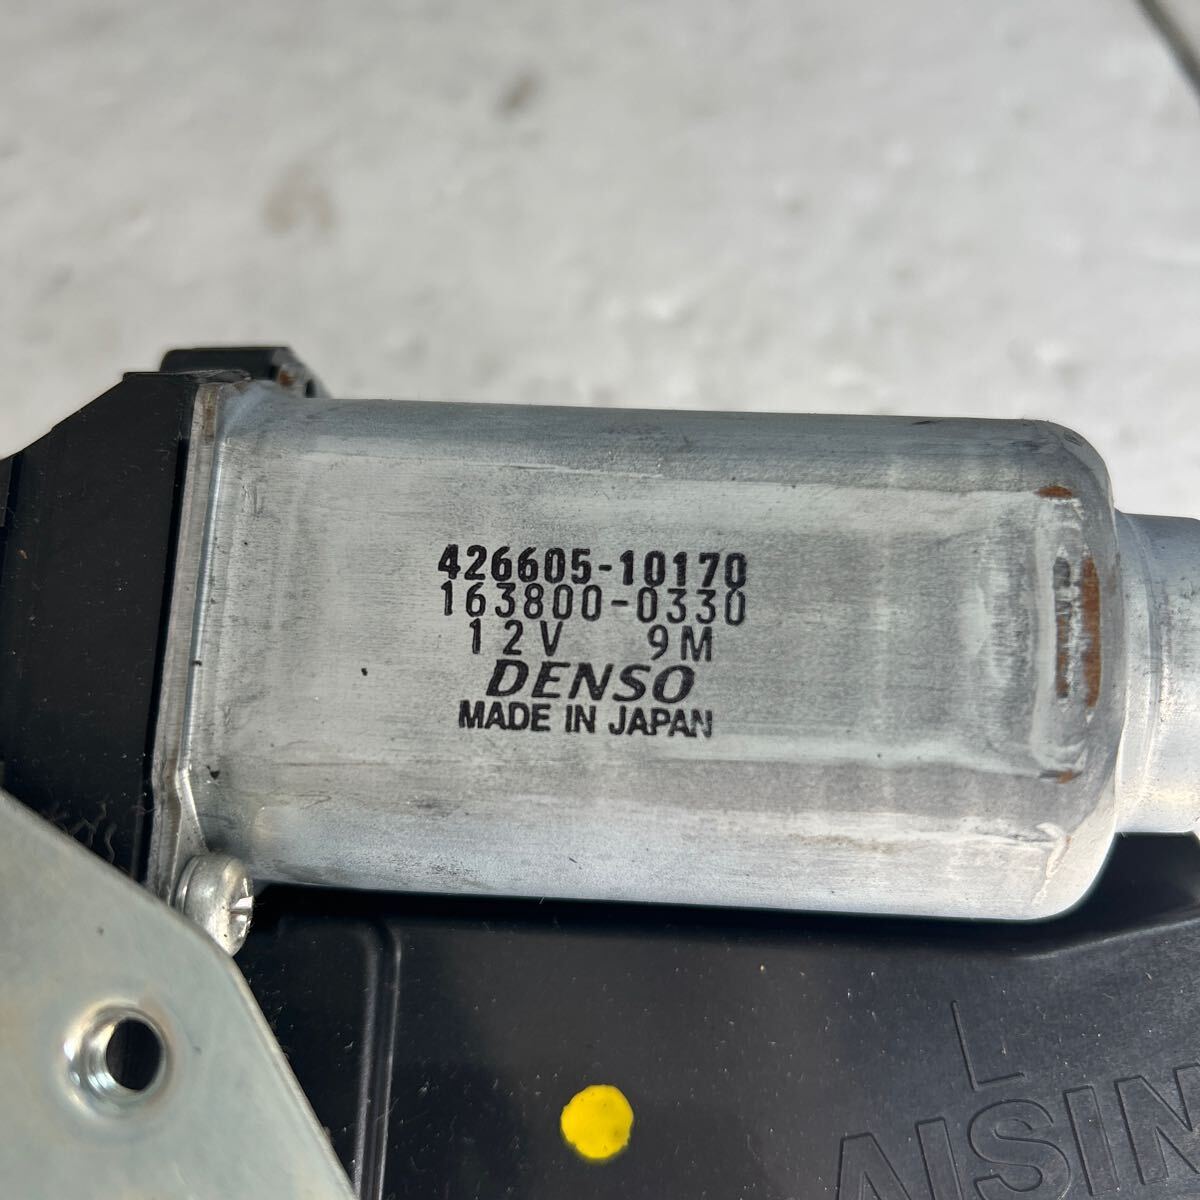 426605-10170
163800-0330
12V 9M
DENSO
MADE IN JAPAN
L
AISIN